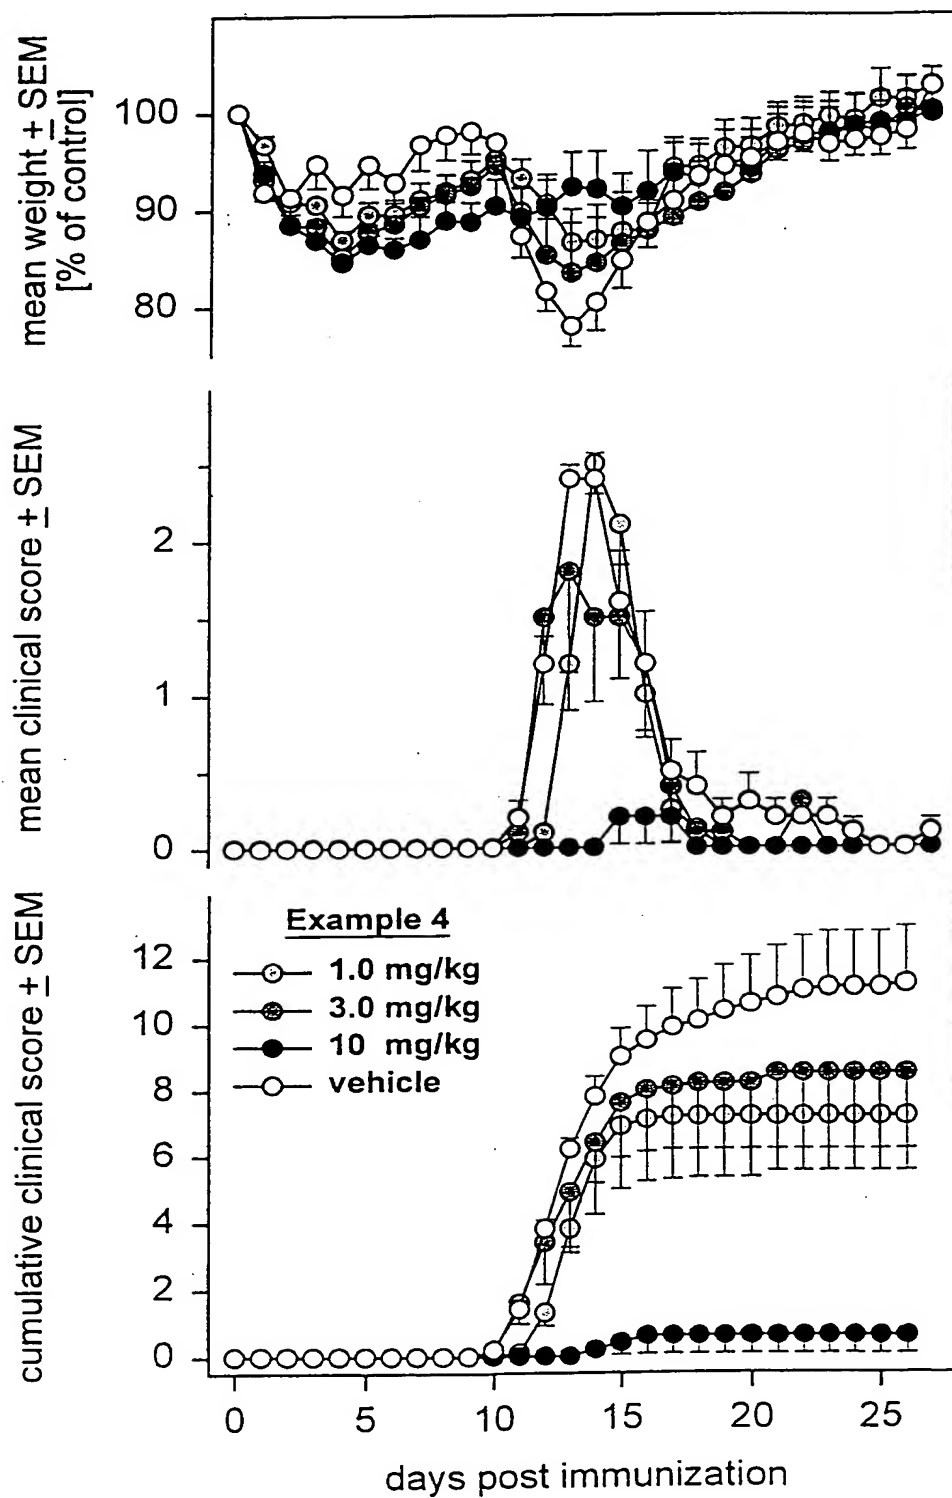 mean weight ± SEM
[% of control]
100
90
80
mean clinical score ± SEM
2
1
0
cumulative clinical score ± SEM
12
10
8
6
4
2
0
Example 4
1.0 mg/kg
3.0 mg/kg
10 mg/kg
vehicle
0 5 10 15 20 25
days post immunization